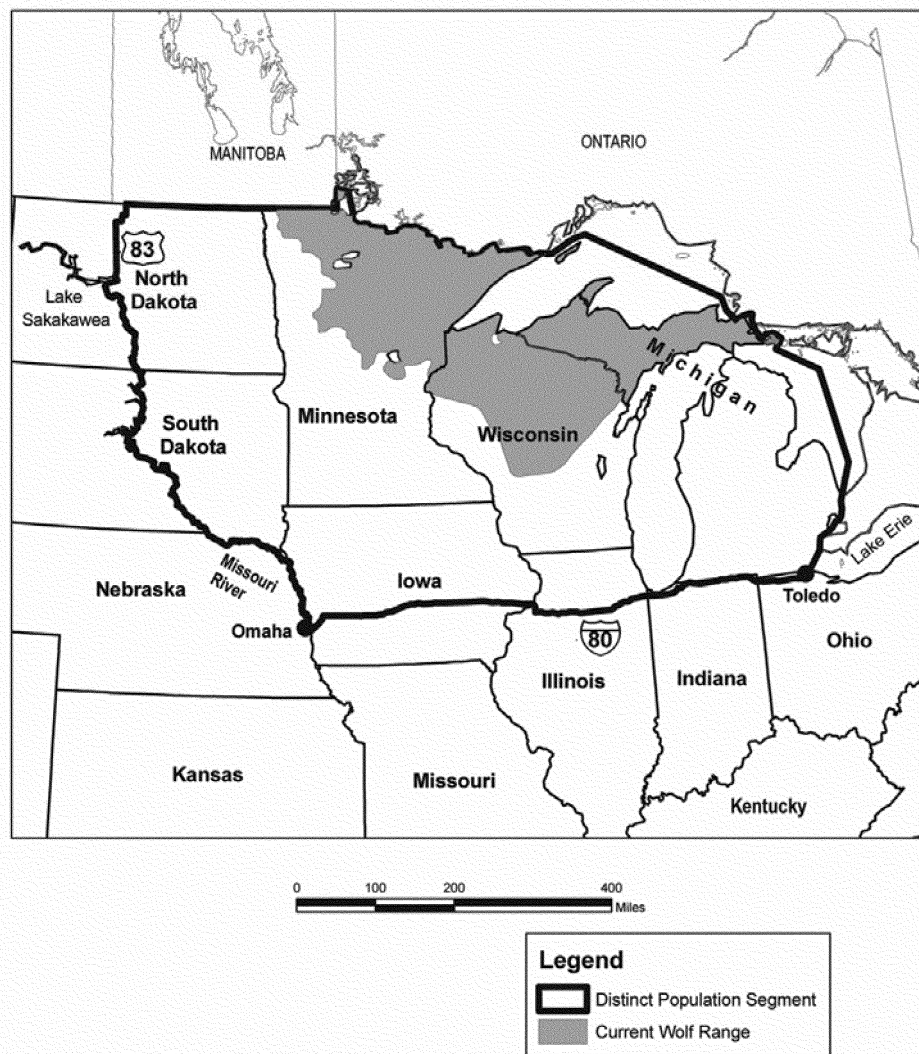 MANITOBA
ONTARIO
83
North
Dakota
Lake
Sakakawea
Michigan
South
Dakota
Minnesota
Wisconsin
Lake Erie
Missouri
River
Nebraska
Iowa
Toledo
Omaha
80
Ohio
Illinois
Indiana
Kansas
Missouri
Kentucky
0 100 200 400
Miles
Legend
Distinct Population Segment
Current Wolf Range